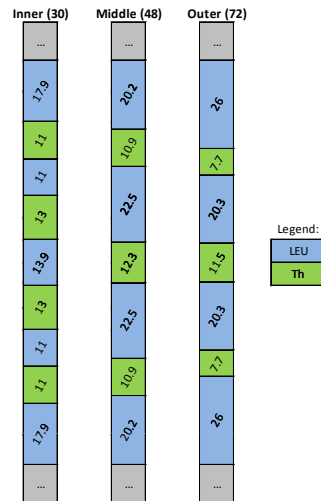 Inner (30) Middle (48) Outer (72)
... ... ...
17.9 20.2 26
11 10.9 7.7
11 22.5 20.3
13 12.3 11.5
13.9 22.5 20.3
13 10.9 7.7
11 20.2 26
11
17.9
... ... ...
Legend:
LEU
Th